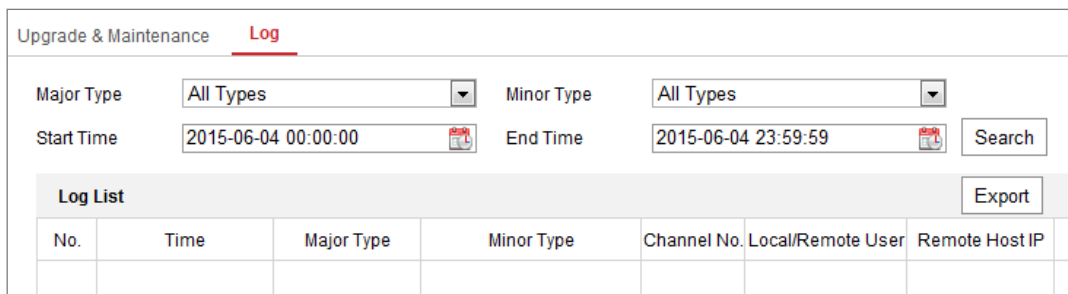 Upgrade & Maintenance Log
Major Type All Types Minor Type All Types
Start Time 2015-06-04 00:00:00 End Time 2015-06-04 23:59:59 Search
Log List Export
No. Time Major Type Minor Type Channel No. Local/Remote User Remote Host IP